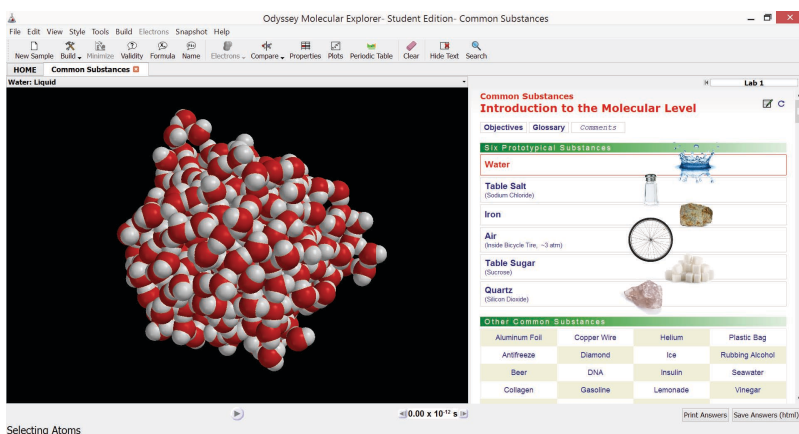 Odyssey Molecular Explorer- Student Edition- Common Substances
File Edit View Style Tools Build Electrons Snapshot Help
New Sample Build Minimize Validity Formula Name Electrons Compare Properties Plots Periodic Table Clear Hide Text Search
HOME Common Substances
Water: Liquid
Lab 1
Common Substances
Introduction to the Molecular Level
Objectives Glossary Comments
Six Prototypical Substances
Water
Table Salt
(Sodium Chloride)
Iron
Air
(Inside Bicycle Tire, ~3 atm)
Table Sugar
(Sucrose)
Quartz
(Silicon Dioxide)
Other Common Substances
Aluminum Foil Copper Wire Helium Plastic Bag
Antifreeze Diamond Ice Rubbing Alcohol
Beer DNA Insulin Seawater
Collagen Gasoline Lemonade Vinegar
0.00 x 10⁻¹² s
Print Answers Save Answers (html)
Selecting Atoms